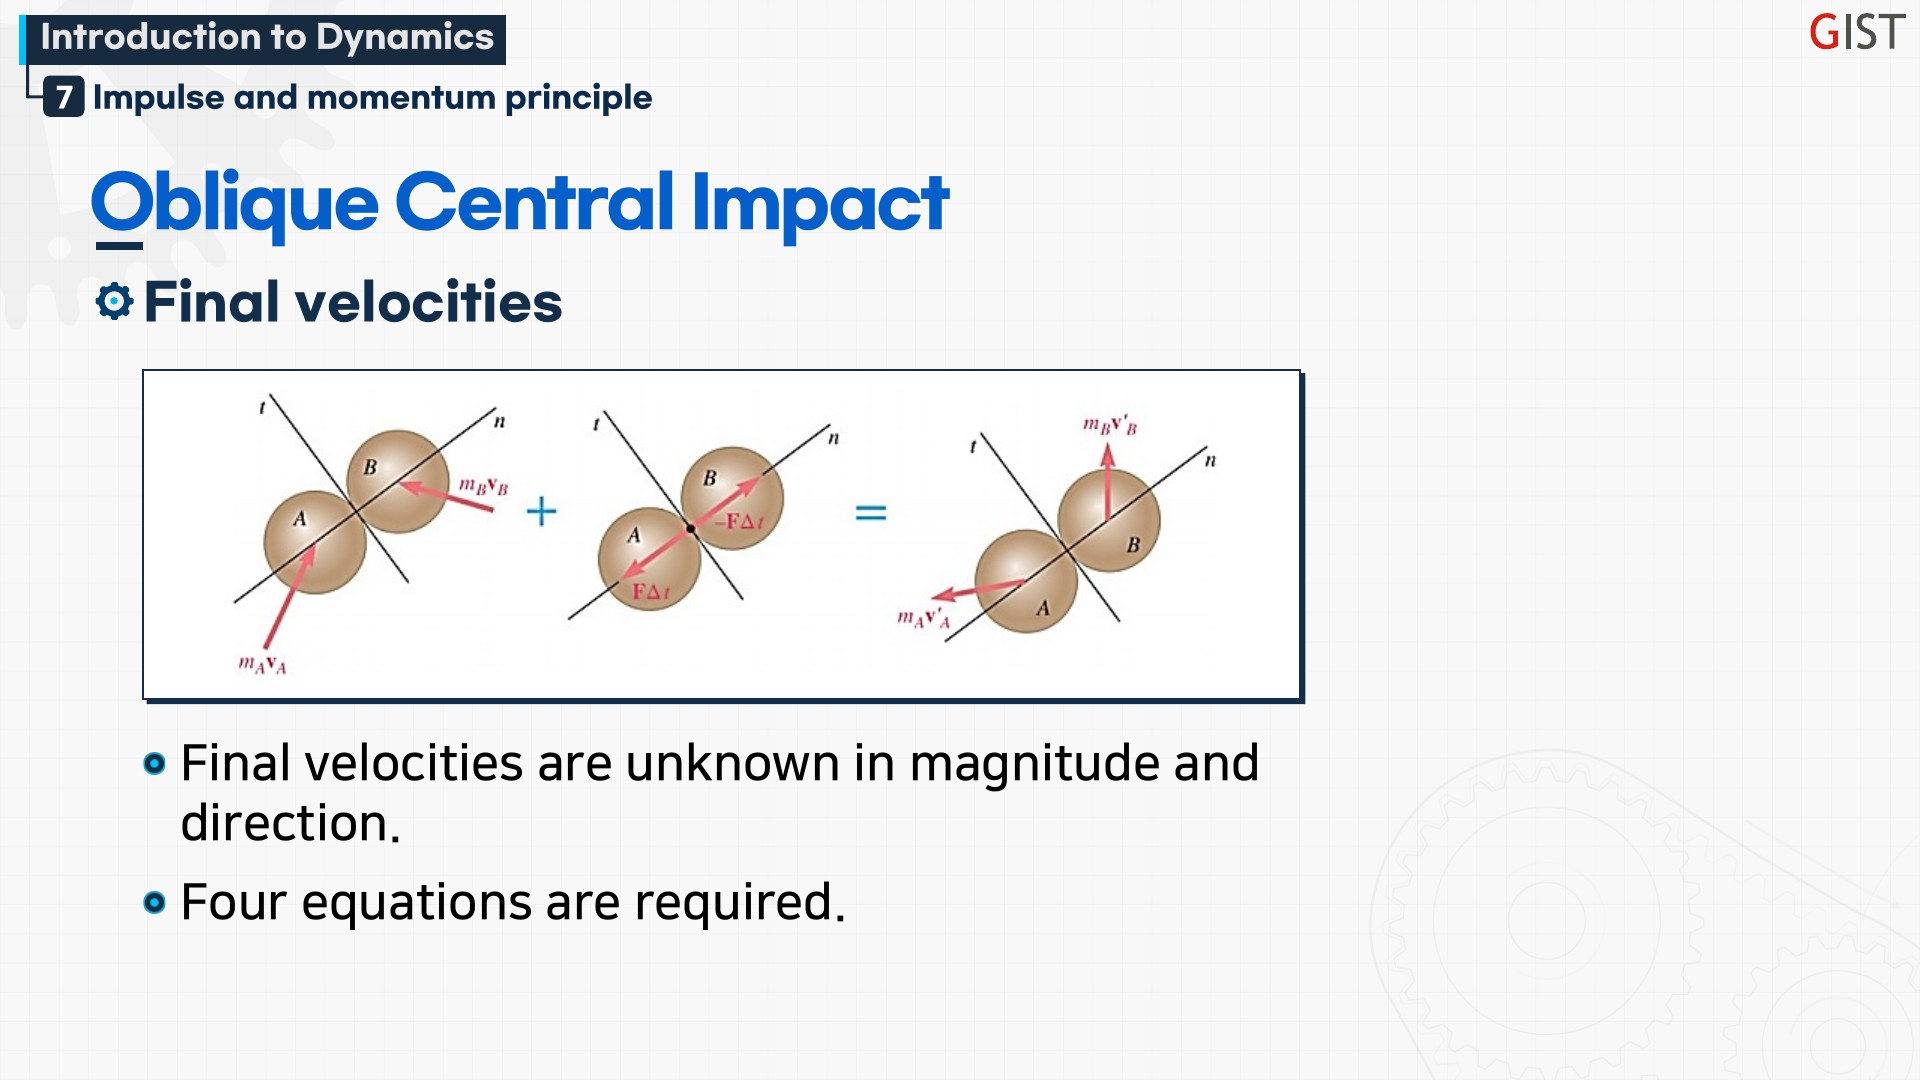 Introduction to Dynamics
GIST
7 Impulse and momentum principle
Oblique Central Impact
Final velocities
t
n
B
A
m_B v_B
m_A v_A
+
t
n
B
A
–FΔt
FΔt
=
m_B v'_B
t
n
B
A
m_A v'_A
Final velocities are unknown in magnitude and
direction.
Four equations are required.